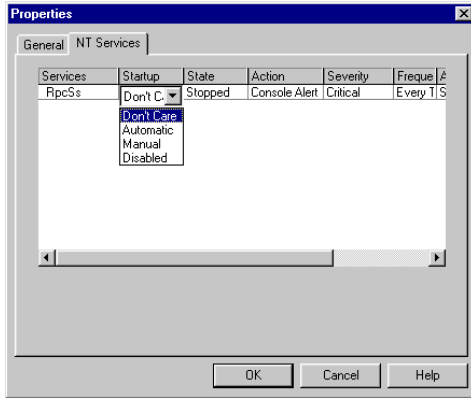 Properties
General NT Services
Services Startup State Action Severity Freque A
RpcSs Don't C Stopped Console Alert Critical Every T S
Don't Care
Automatic
Manual
Disabled
OK Cancel Help